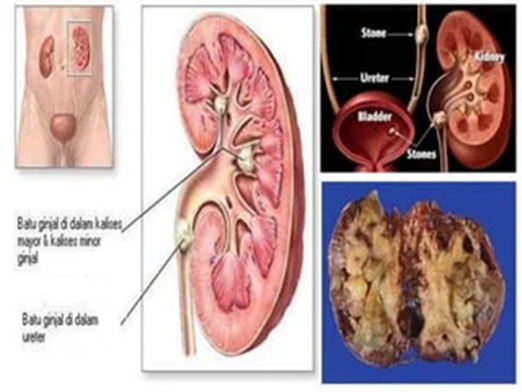 Batu ginjal di dalam kalises
mayor & kalises minor
ginjal
Batu ginjal di dalam
ureter
Stone
Kidney
Ureter
Bladder
Stones